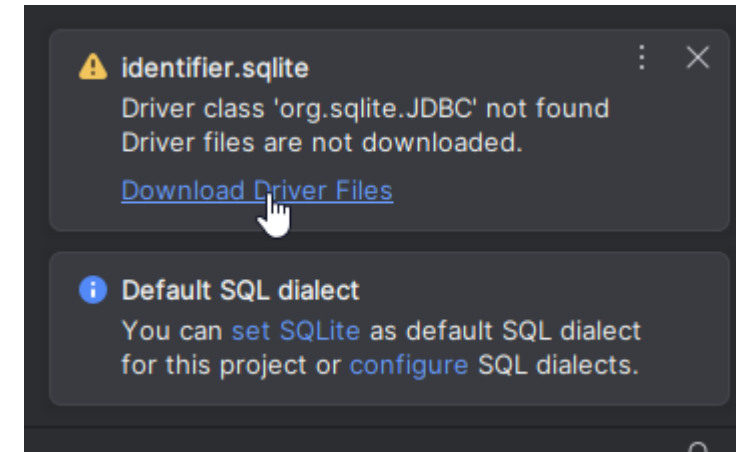 identifier.sqlite
Driver class 'org.sqlite.JDBC' not found
Driver files are not downloaded.
Download Driver Files
Default SQL dialect
You can set SQLite as default SQL dialect
for this project or configure SQL dialects.